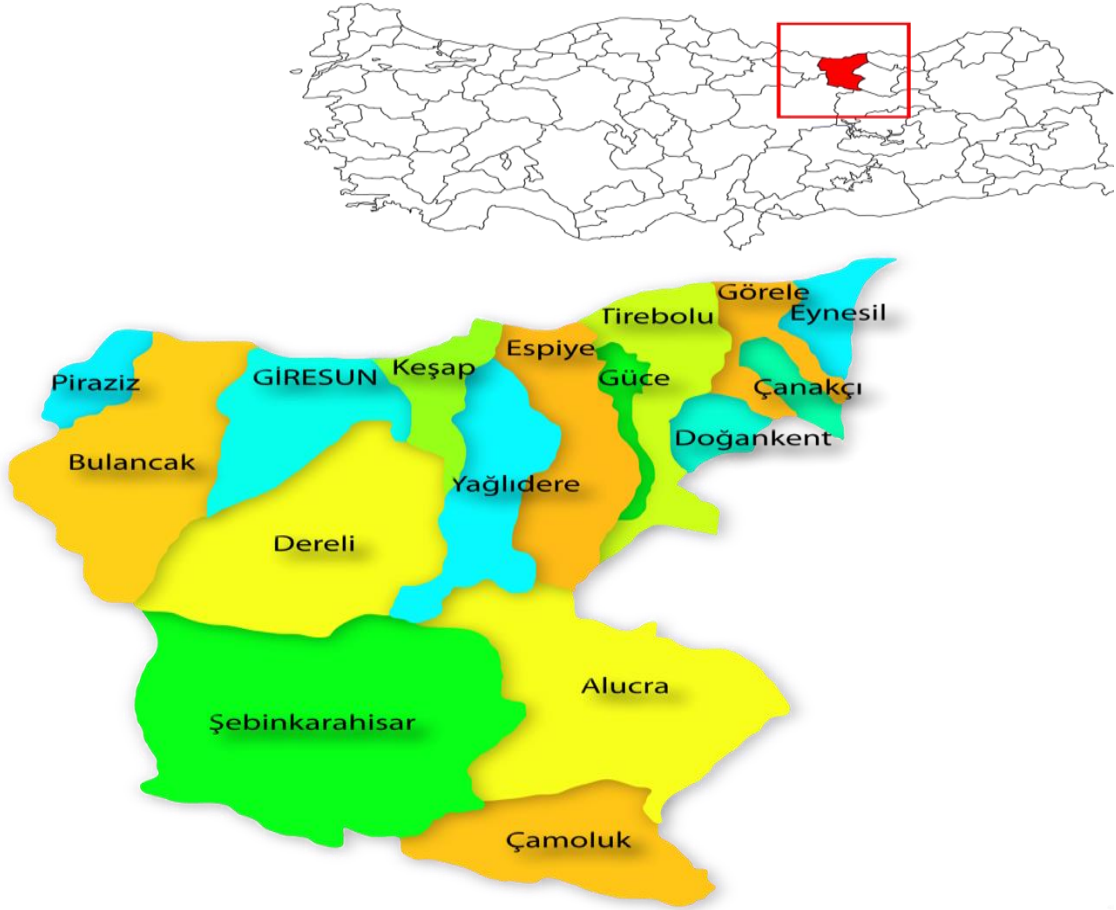 Görele
Eynesil
Tirebolu
Espiye
Keşap
GİRESUN
Piraziz
Güce
Çanakçı
Doğankent
Bulancak
Yağlıdere
Dereli
Alucra
Şebinkarahisar
Çamoluk